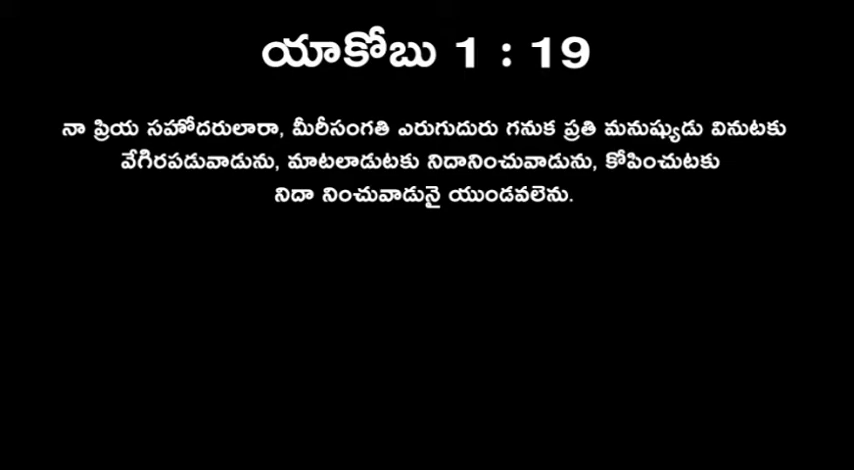 యాకోబు 1 : 19
నా ప్రియ సహోదరులారా, మీరీసంగతి ఎరుగుదురు గనుక ప్రతి మనుష్యుడు వినుటకు
వేగిరపడువాడును, మాటలాడుటకు నిదానించువాడును, కోపించుటకు
నిదా నించువాడునై యుండవలెను.